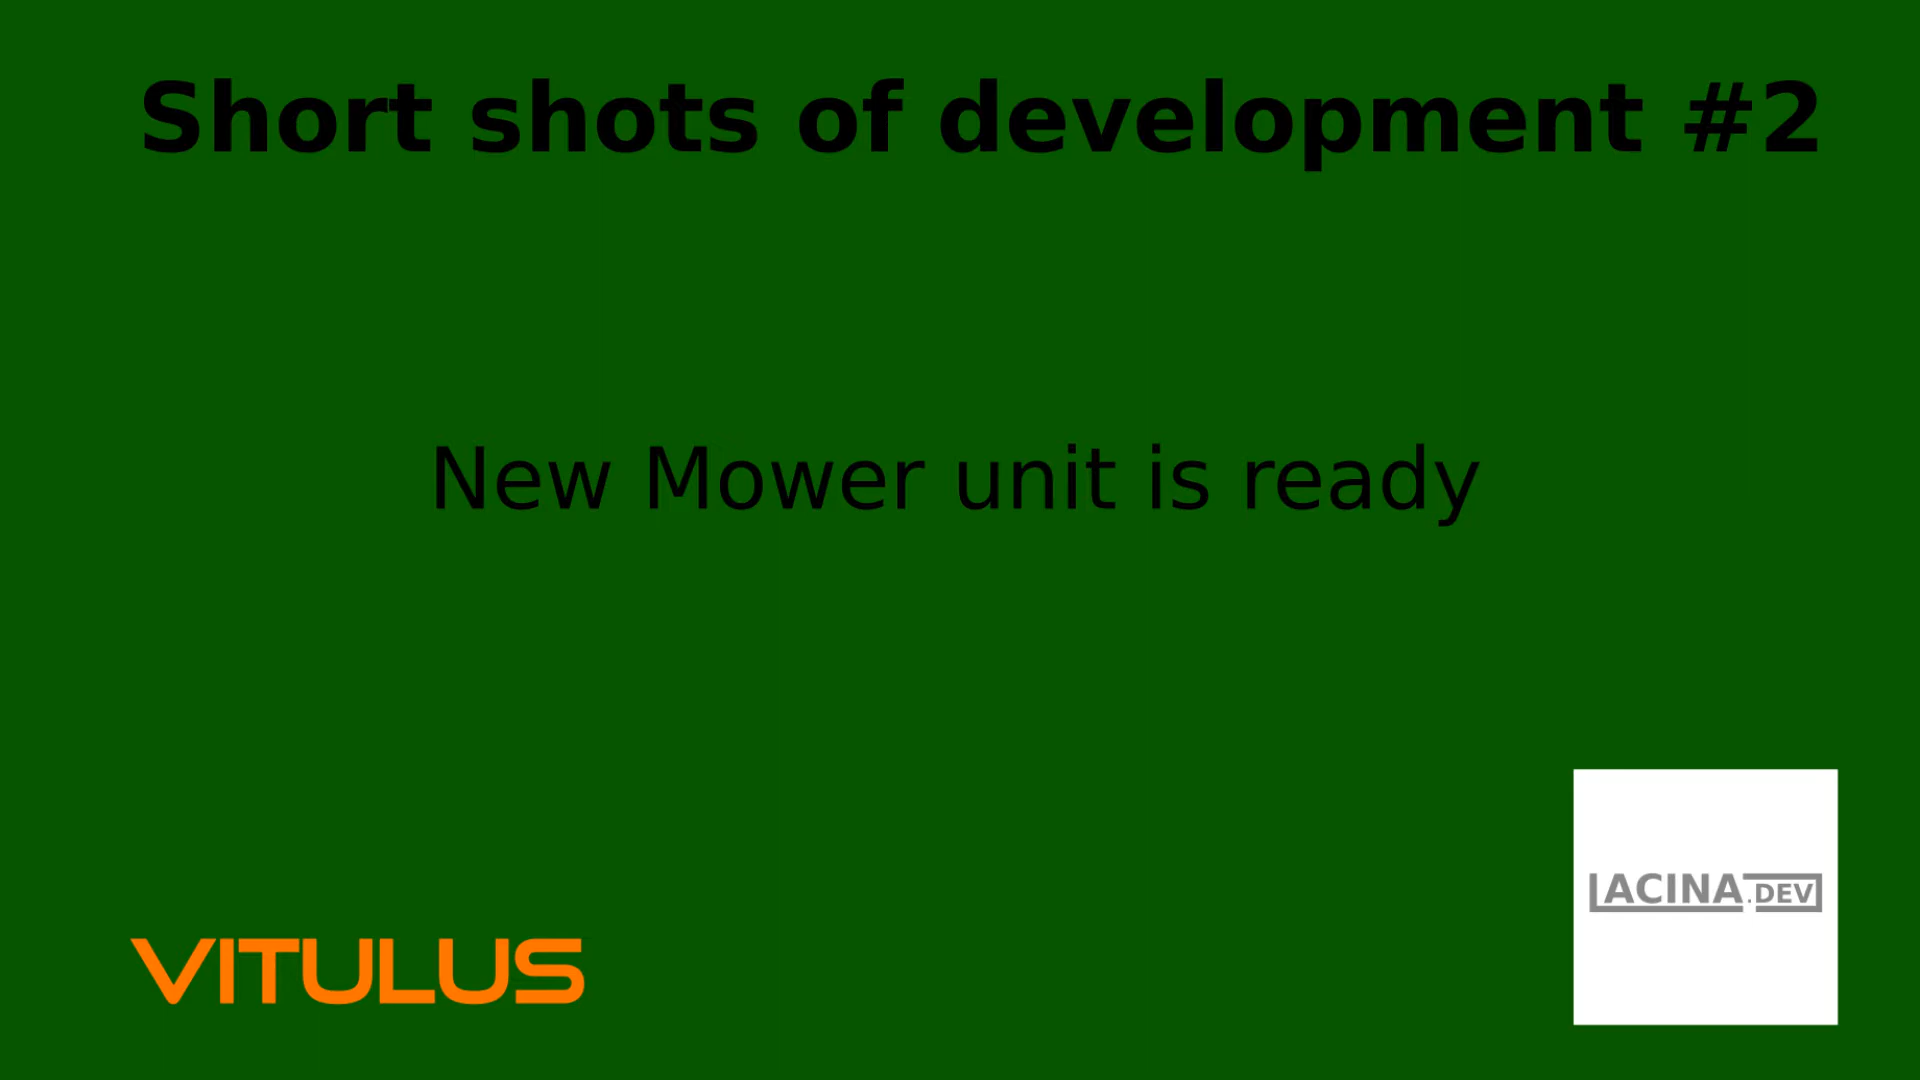 Short shots of development #2
New Mower unit is ready
VITULUS
LACINA.DEV